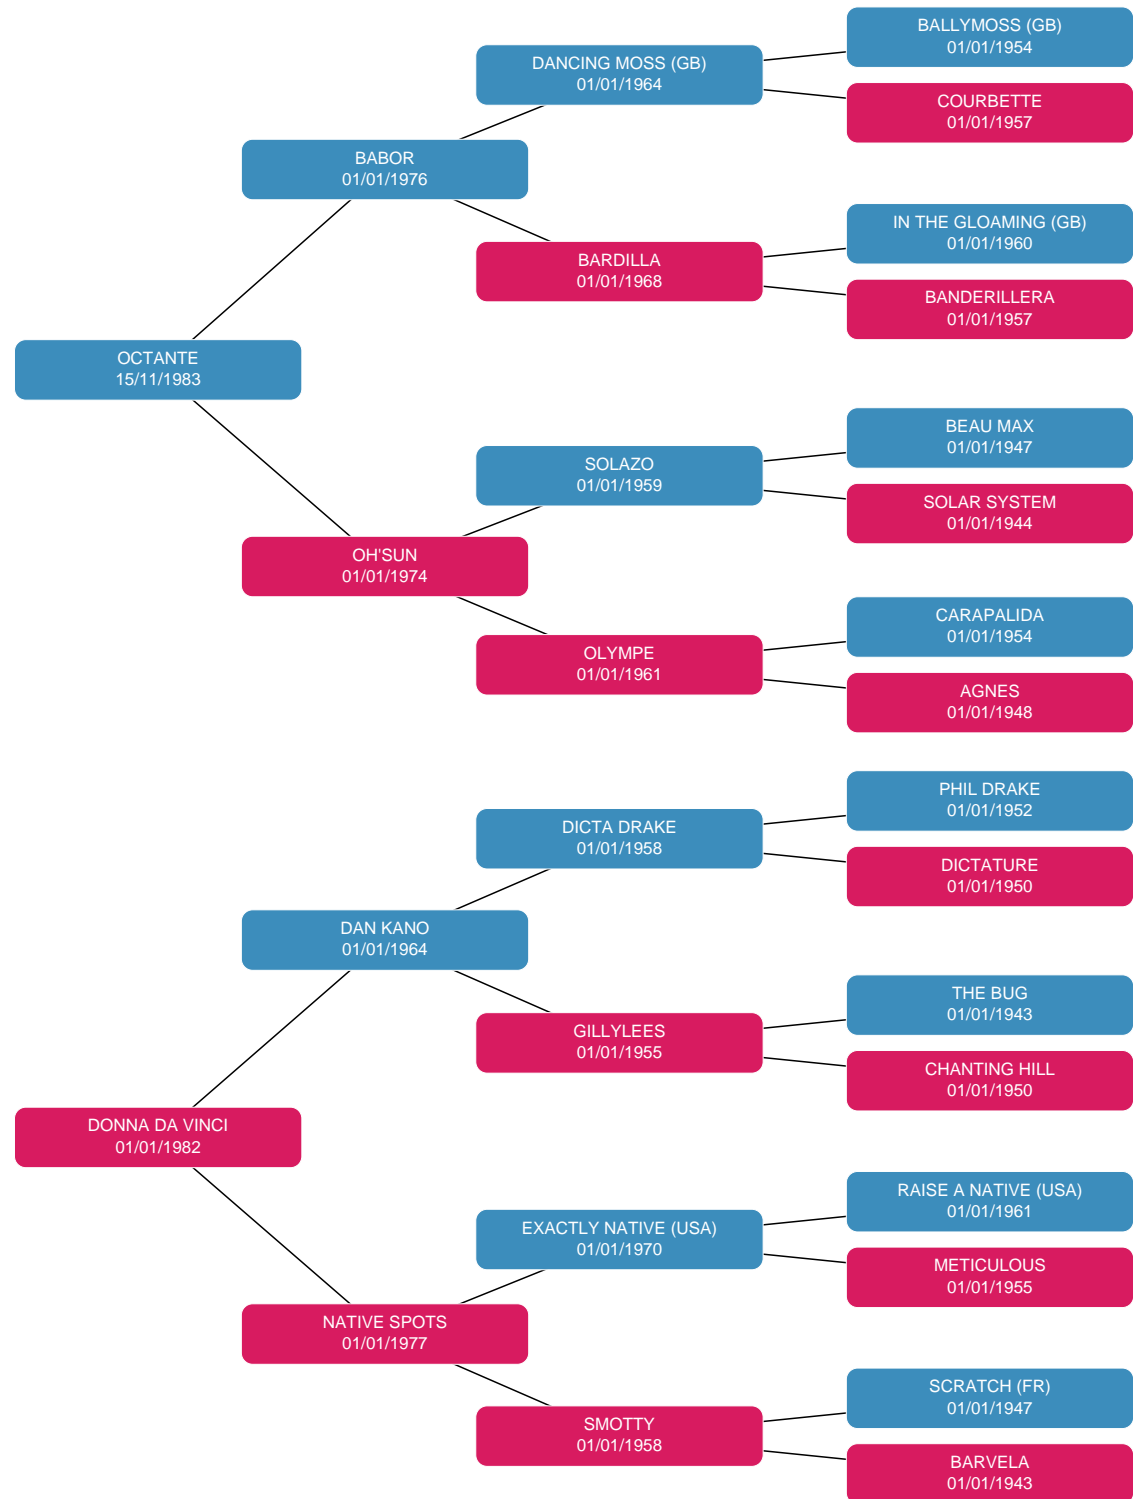 BALLYMOSS (GB)
01/01/1954
DANCING MOSS (GB)
01/01/1964
COURBETTE
01/01/1957
BABOR
01/01/1976
IN THE GLOAMING (GB)
01/01/1960
BARDILLA
01/01/1968
BANDERILLERA
01/01/1957
OCTANTE
15/11/1983
BEAU MAX
01/01/1947
SOLAZO
01/01/1959
SOLAR SYSTEM
01/01/1944
OH'SUN
01/01/1974
CARAPALIDA
01/01/1954
OLYMPE
01/01/1961
AGNES
01/01/1948
PHIL DRAKE
01/01/1952
DICTA DRAKE
01/01/1958
DICTATURE
01/01/1950
DAN KANO
01/01/1964
THE BUG
01/01/1943
GILLYLEES
01/01/1955
CHANTING HILL
01/01/1950
DONNA DA VINCI
01/01/1982
RAISE A NATIVE (USA)
01/01/1961
EXACTLY NATIVE (USA)
01/01/1970
METICULOUS
01/01/1955
NATIVE SPOTS
01/01/1977
SCRATCH (FR)
01/01/1947
SMOTTY
01/01/1958
BARVELA
01/01/1943